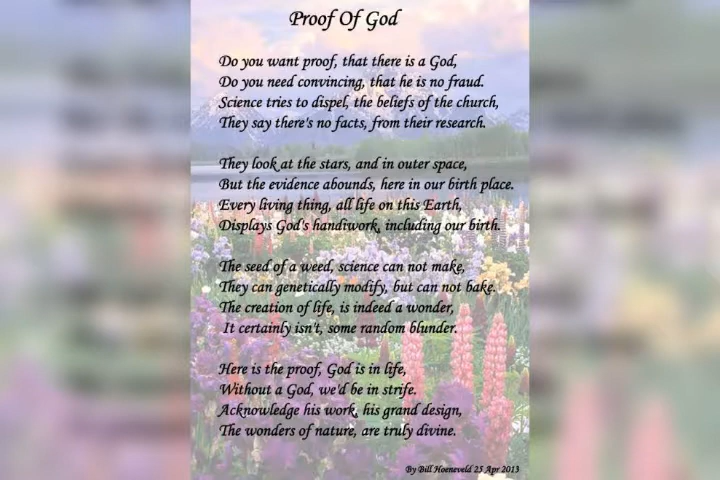 Proof Of God
Do you want proof, that there is a God,
Do you need convincing, that he is no fraud.
Science tries to dispel, the beliefs of the church,
They say there's no facts, from their research.
They look at the stars, and in outer space,
But the evidence abounds, here in our birth place.
Every living thing, all life on this Earth,
Displays God's handiwork, including our birth.
The seed of a weed, science can not make,
They can genetically modify, but can not bake.
The creation of life, is indeed a wonder,
It certainly isn't, some random blunder.
Here is the proof, God is in life,
Without a God, we'd be in strife.
Acknowledge his work, his grand design,
The wonders of nature, are truly divine.
By Bill Hoeneveld 25 Apr 2013